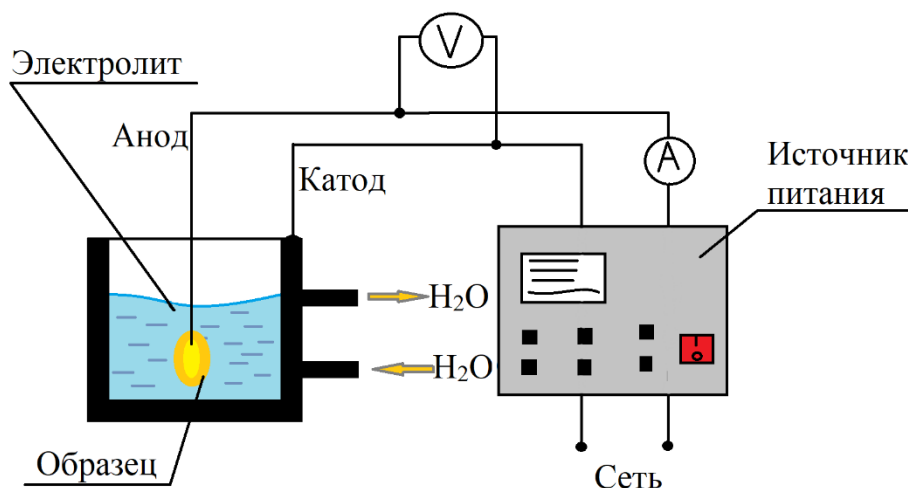 V
Электролит
Анод
A
Источник
питания
Катод
H₂O
H₂O
Образец
Сеть